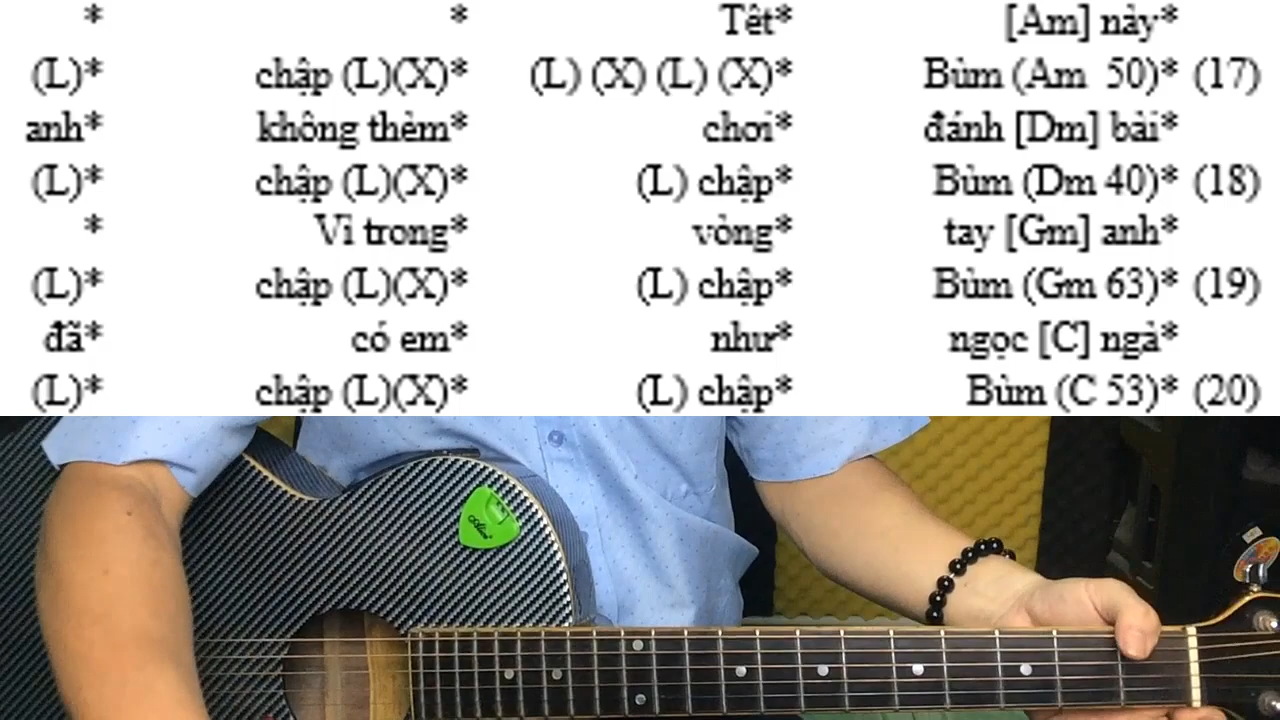 * * Tết* [Am] này*
(L)* chập (L)(X)* (L) (X) (L) (X)* Bùm (Am 50)* (17)
anh* không thèm* chơi* đánh [Dm] bài*
(L)* chập (L)(X)* (L) chập* Bùm (Dm 40)* (18)
* Vì trong* vòng* tay [Gm] anh*
(L)* chập (L)(X)* (L) chập* Bùm (Gm 63)* (19)
đã* có em* như* ngọc [C] ngà*
(L)* chập (L)(X)* (L) chập* Bùm (C 53)* (20)
Alice